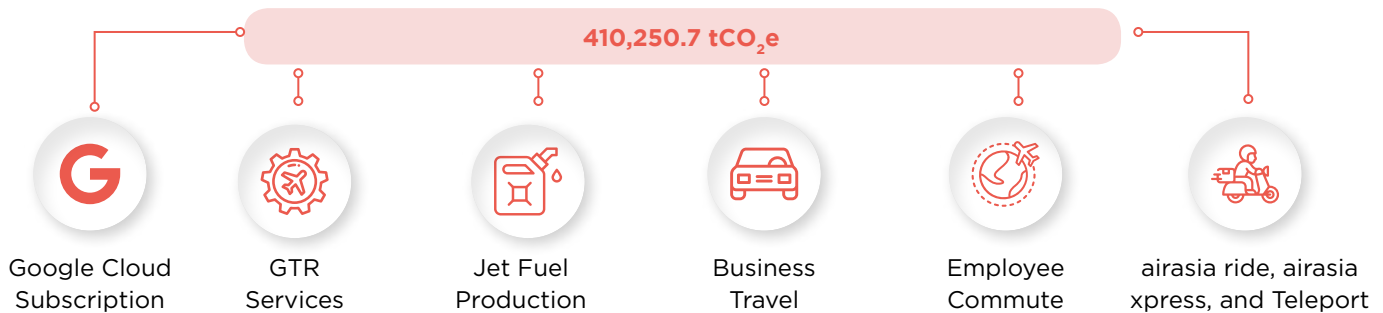 410,250.7 tCO₂e
G
Google Cloud
Subscription
GTR
Services
Jet Fuel
Production
Business
Travel
Employee
Commute
airasia ride, airasia
xpress, and Teleport